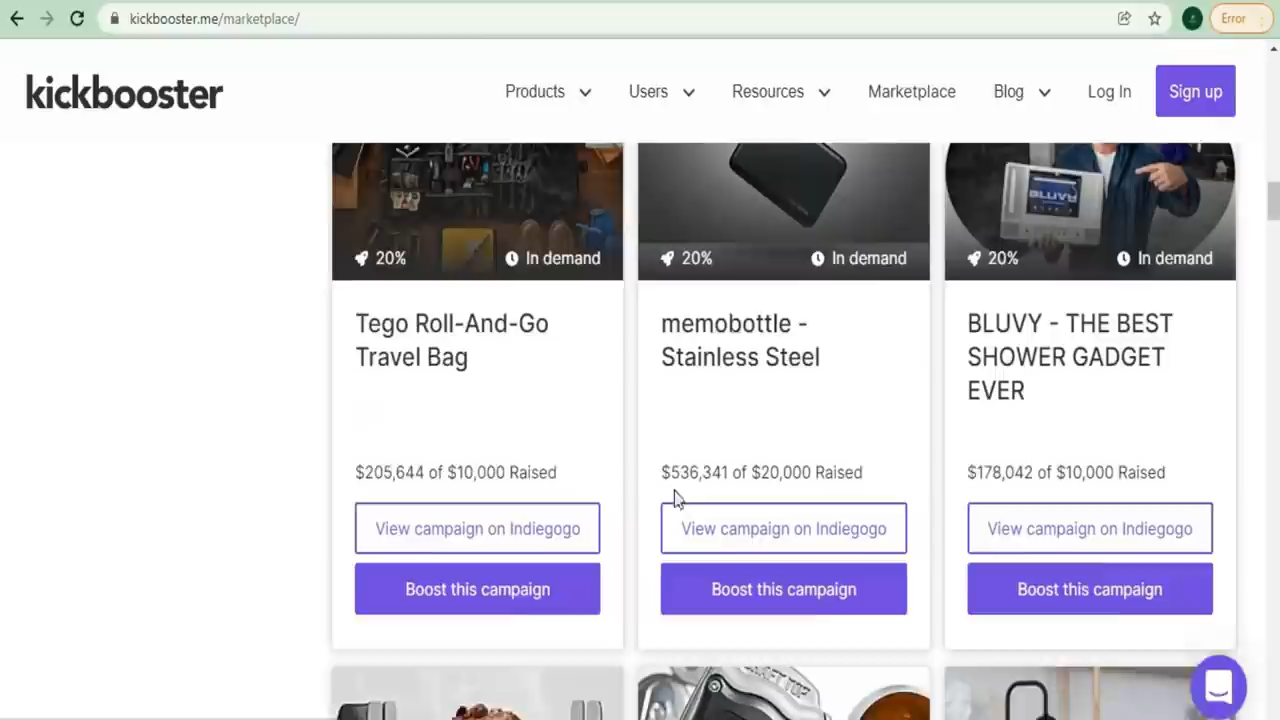 kickbooster.me/marketplace/
Error
kickbooster
Products
Users
Resources
Marketplace
Blog
Log In
Sign up
20%
In demand
20%
In demand
BLUVY
20%
In demand
Tego Roll-And-Go
Travel Bag
memobottle -
Stainless Steel
BLUVY - THE BEST
SHOWER GADGET
EVER
$205,644 of $10,000 Raised
$536,341 of $20,000 Raised
$178,042 of $10,000 Raised
View campaign on Indiegogo
View campaign on Indiegogo
View campaign on Indiegogo
Boost this campaign
Boost this campaign
Boost this campaign